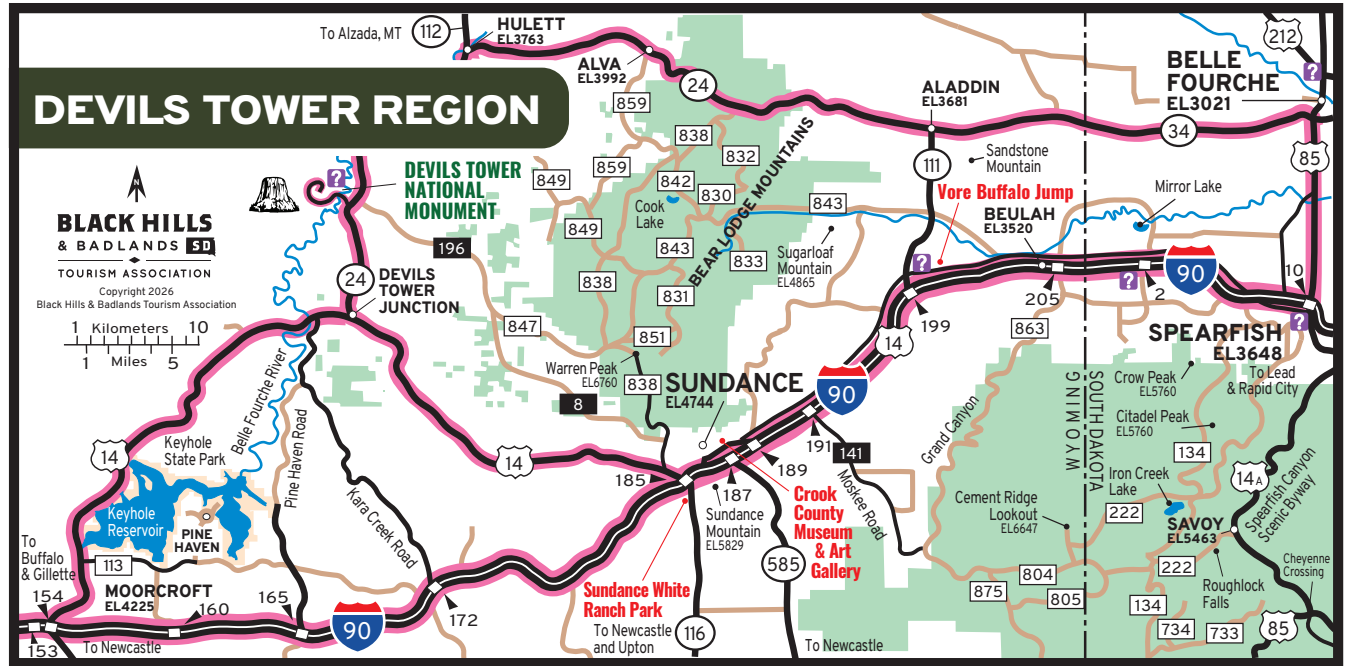 DEVILS TOWER REGION
To Alzada, MT
112
HULETT
EL3763
ALVA
EL3992
24
859
838
832
859
849
842
830
Cook
Lake
849
843
833
838
831
BEAR LODGE MOUNTAINS
851
847
Warren Peak
EL6760
838
8
196
ALADDIN
EL3681
111
Sandstone
Mountain
34
212
?
BELLE
FOURCHE
EL3021
85
Vore Buffalo Jump
BEULAH
EL3520
Mirror Lake
843
Sugarloaf
Mountain
EL4865
?
205
?
2
90
10
?
199
14
863
SPEARFISH
EL3648
To Lead
& Rapid City
Crow Peak
EL5760
Citadel Peak
EL5760
134
WYOMING
SOUTH DAKOTA
14A
Spearfish Canyon
Scenic Byway
Iron Creek
Lake
222
SAVOY
EL5463
Cheyenne
Crossing
222
Roughlock
Falls
134
734
733
85
Cement Ridge
Lookout
EL6647
Grand Canyon
804
805
875
N
BLACK HILLS
& BADLANDS SD
TOURISM ASSOCIATION
Copyright 2026
Black Hills & Badlands Tourism Association
1 Kilometers 10
1 Miles 5
?
DEVILS TOWER
NATIONAL
MONUMENT
24
DEVILS
TOWER
JUNCTION
Belle Fourche River
14
Keyhole
State Park
Keyhole
Reservoir
PINE
HAVEN
Pine Haven Road
Kara Creek Road
14
To
Buffalo
& Gillette
113
MOORCROFT
EL4225
154
153
To Newcastle
160
165
90
172
SUNDANCE
EL4744
90
185
187
189
191
141
Moskee Road
Sundance
Mountain
EL5829
Crook
County
Museum
& Art
Gallery
Sundance White
Ranch Park
To Newcastle
and Upton
116
585
To Newcastle